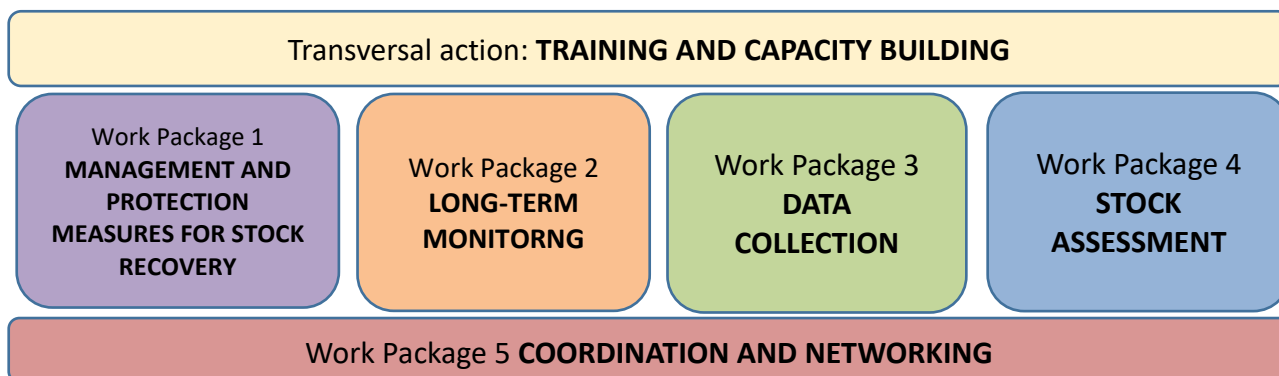 Transversal action: TRAINING AND CAPACITY BUILDING
Work Package 1
MANAGEMENT AND
PROTECTION
MEASURES FOR STOCK
RECOVERY
Work Package 2
LONG-TERM
MONITORNG
Work Package 3
DATA
COLLECTION
Work Package 4
STOCK
ASSESSMENT
Work Package 5 COORDINATION AND NETWORKING